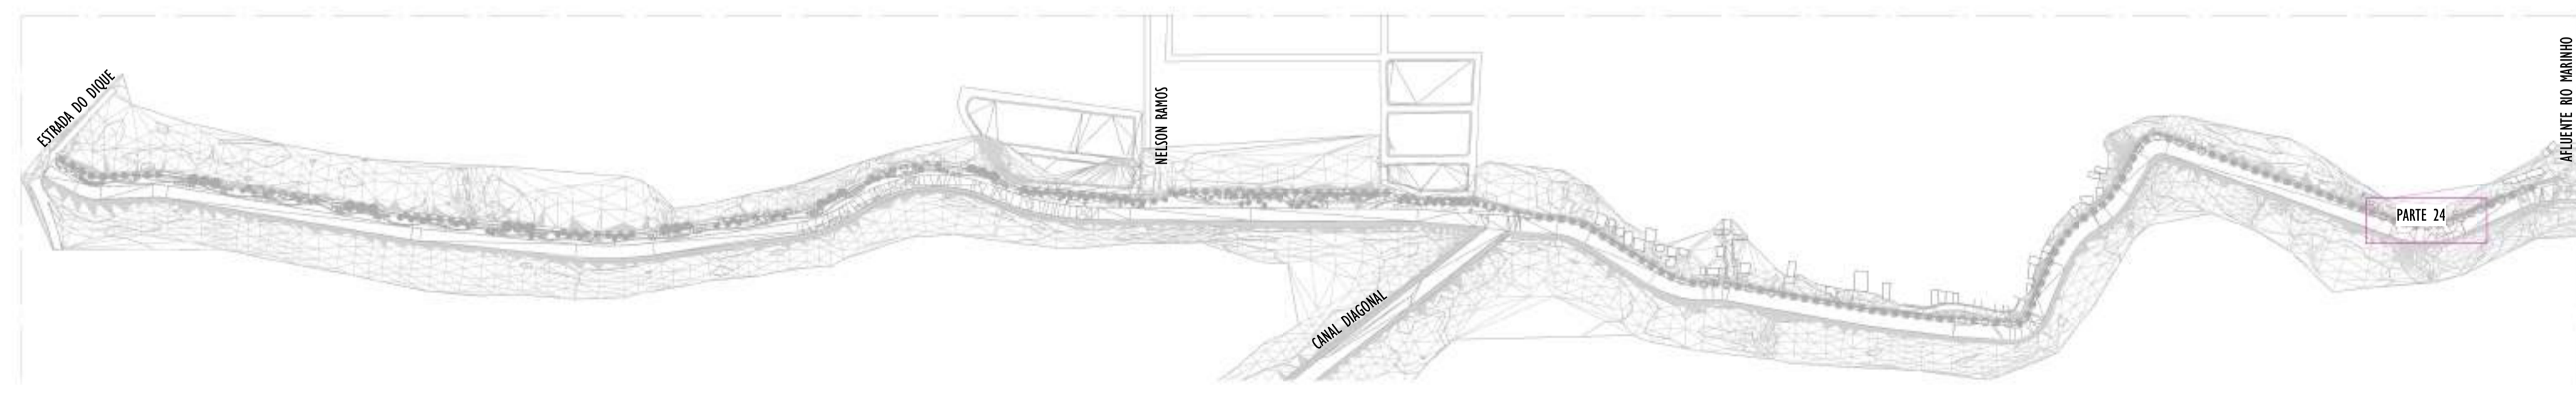 ESTRADA DO DIQUE
NELSON RAMOS
CANAL DIAGONAL
PARTE 24
AFLUENTE RIO MARINHO